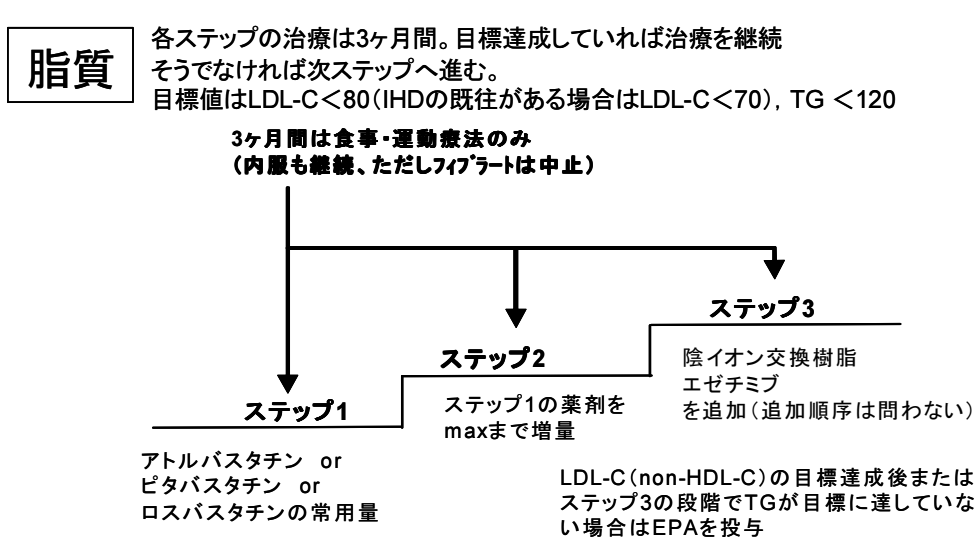 脂質
各ステップの治療は3ヶ月間。目標達成していれば治療を継続
そうでなければ次ステップへ進む。
目標値はLDL-C<80(IHDの既往がある場合はLDL-C<70), TG <120
3ヶ月間は食事・運動療法のみ
(内服も継続、ただしフィブラートは中止)
ステップ3
陰イオン交換樹脂
エゼチミブ
を追加(追加順序は問わない)
ステップ2
ステップ1の薬剤を
maxまで増量
ステップ1
アトルバスタチン or
ピタバスタチン or
ロスバスタチンの常用量
LDL-C(non-HDL-C)の目標達成後または
ステップ3の段階でTGが目標に達していな
い場合はEPAを投与